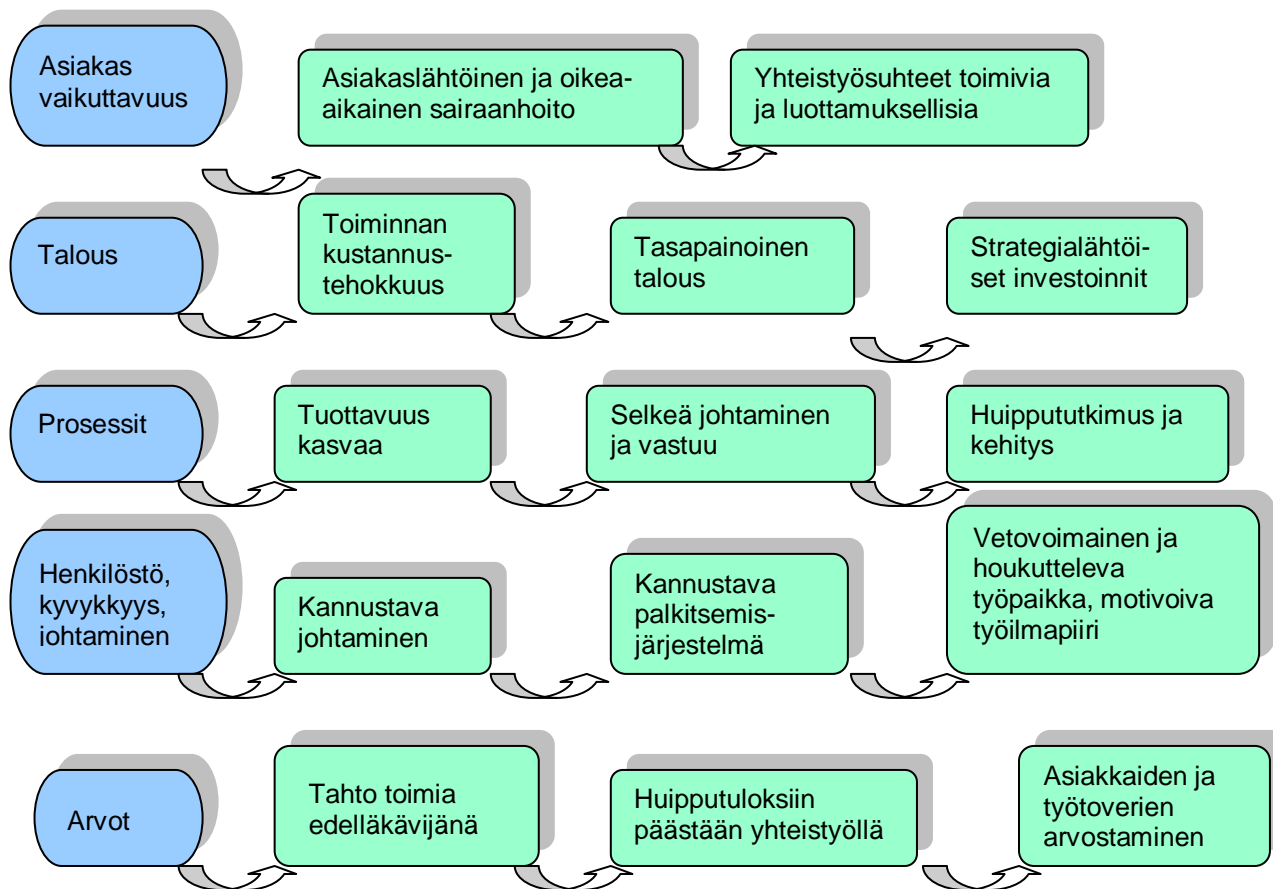 Asiakas
vaikuttavuus
Asiakaslähtöinen ja oikea-
aikainen sairaanhoito
Yhteistyösuhteet toimivia
ja luottamuksellisia
Talous
Toiminnan
kustannus-
tehokkuus
Tasapainoinen
talous
Strategialähtöi-
set investoinnit
Prosessit
Tuottavuus
kasvaa
Selkeä johtaminen
ja vastuu
Huippututkimus ja
kehitys
Henkilöstö,
kyvykkyys,
iohtaminen
Kannustava
johtaminen
Kannustava
palkitsemis-
järjestelmä
Vetovoimainen ja
houkutteleva
työpaikka, motivoiva
työilmapiiri
Arvot
Tahto toimia
edelläkävijänä
Huipputuloksiin
päästään yhteistyöllä
Asiakkaiden ja
työtoverien
arvostaminen